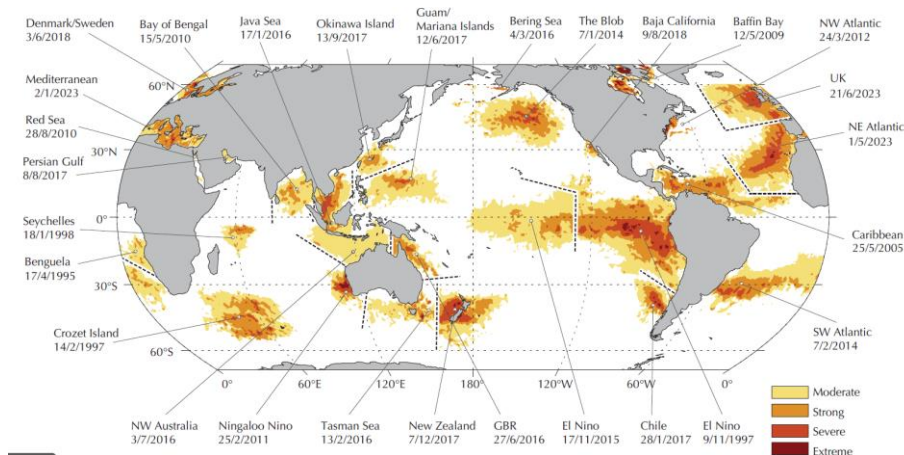 Denmark/Sweden
3/6/2018
Bay of Bengal
15/5/2010
Java Sea
17/1/2016
Okinawa Island
13/9/2017
Guam/
Mariana Islands
12/6/2017
Bering Sea
4/3/2016
The Blob
7/1/2014
Baja California
9/8/2018
Baffin Bay
12/5/2009
NW Atlantic
24/3/2012
Mediterranean
2/1/2023
Red Sea
28/8/2010
Persian Gulf
8/8/2017
Seychelles
18/1/1998
Benguela
17/4/1995
Crozet Island
14/2/1997
UK
21/6/2023
NE Atlantic
1/5/2023
Caribbean
25/5/2005
SW Atlantic
7/2/2014
60°N
30°N
0°
30°S
60°S
0°
60°E
120°E
180°
120°W
60°W
0°
NW Australia
3/7/2016
Ningaloo Nino
25/2/2011
Tasman Sea
13/2/2016
New Zealand
7/12/2017
GBR
27/6/2016
El Nino
17/11/2015
Chile
28/1/2017
El Nino
9/11/1997
Moderate
Strong
Severe
Extreme